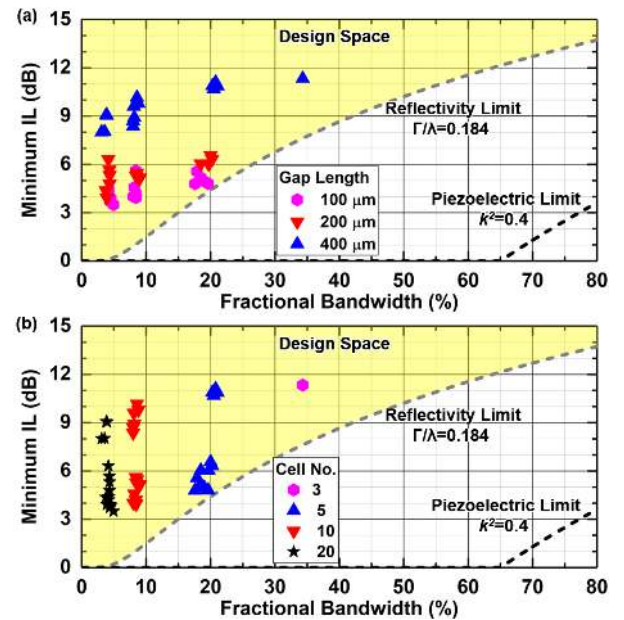 (a)
15
12
9
6
3
0
Minimum IL (dB)
Design Space
Reflectivity Limit
Γ/λ=0.184
Gap Length
100 μm
200 μm
400 μm
Piezoelectric Limit
k²=0.4
0 10 20 30 40 50 60 70 80
Fractional Bandwidth (%)
(b)
15
12
9
6
3
0
Minimum IL (dB)
Design Space
Reflectivity Limit
Γ/λ=0.184
Cell No.
3
5
10
20
Piezoelectric Limit
k²=0.4
0 10 20 30 40 50 60 70 80
Fractional Bandwidth (%)